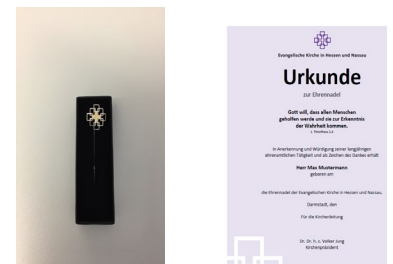 Evangelische Kirche in Hessen und Nassau
Urkunde
zur Ehrennadel
Gott will, dass allen Menschen
geholfen werde und sie zur Erkenntnis
der Wahrheit kommen.
1. Timotheus 2,4
In Anerkennung und Würdigung seiner langjährigen
ehrenamtlichen Tätigkeit und als Zeichen des Dankes erhält
Herr Max Mustermann
geboren am
die Ehrennadel der Evangelischen Kirche in Hessen und Nassau.
Darmstadt, den
Für die Kirchenleitung
Dr. Dr. h. c. Volker Jung
Kirchenpräsident